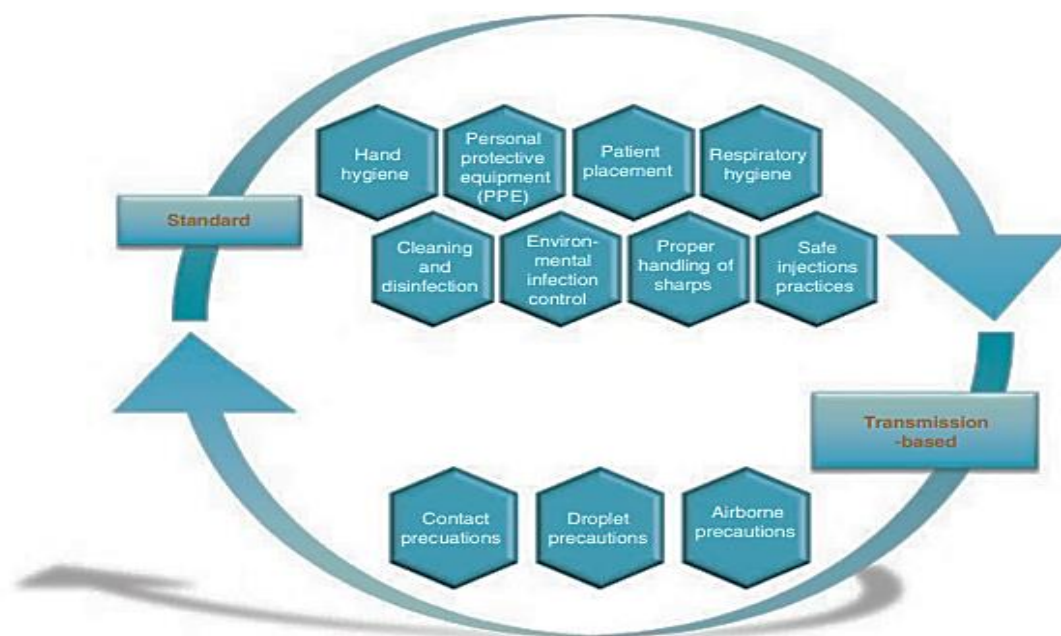 Hand
hygiene
Personal
protective
equipment
(PPE)
Patient
placement
Respiratory
hygiene
Standard
Cleaning
and
disinfection
Environ-
mental
infection
control
Proper
handling of
sharps
Safe
injections
practices
Transmission
-based
Contact
precuations
Droplet
precautions
Airborne
precautions